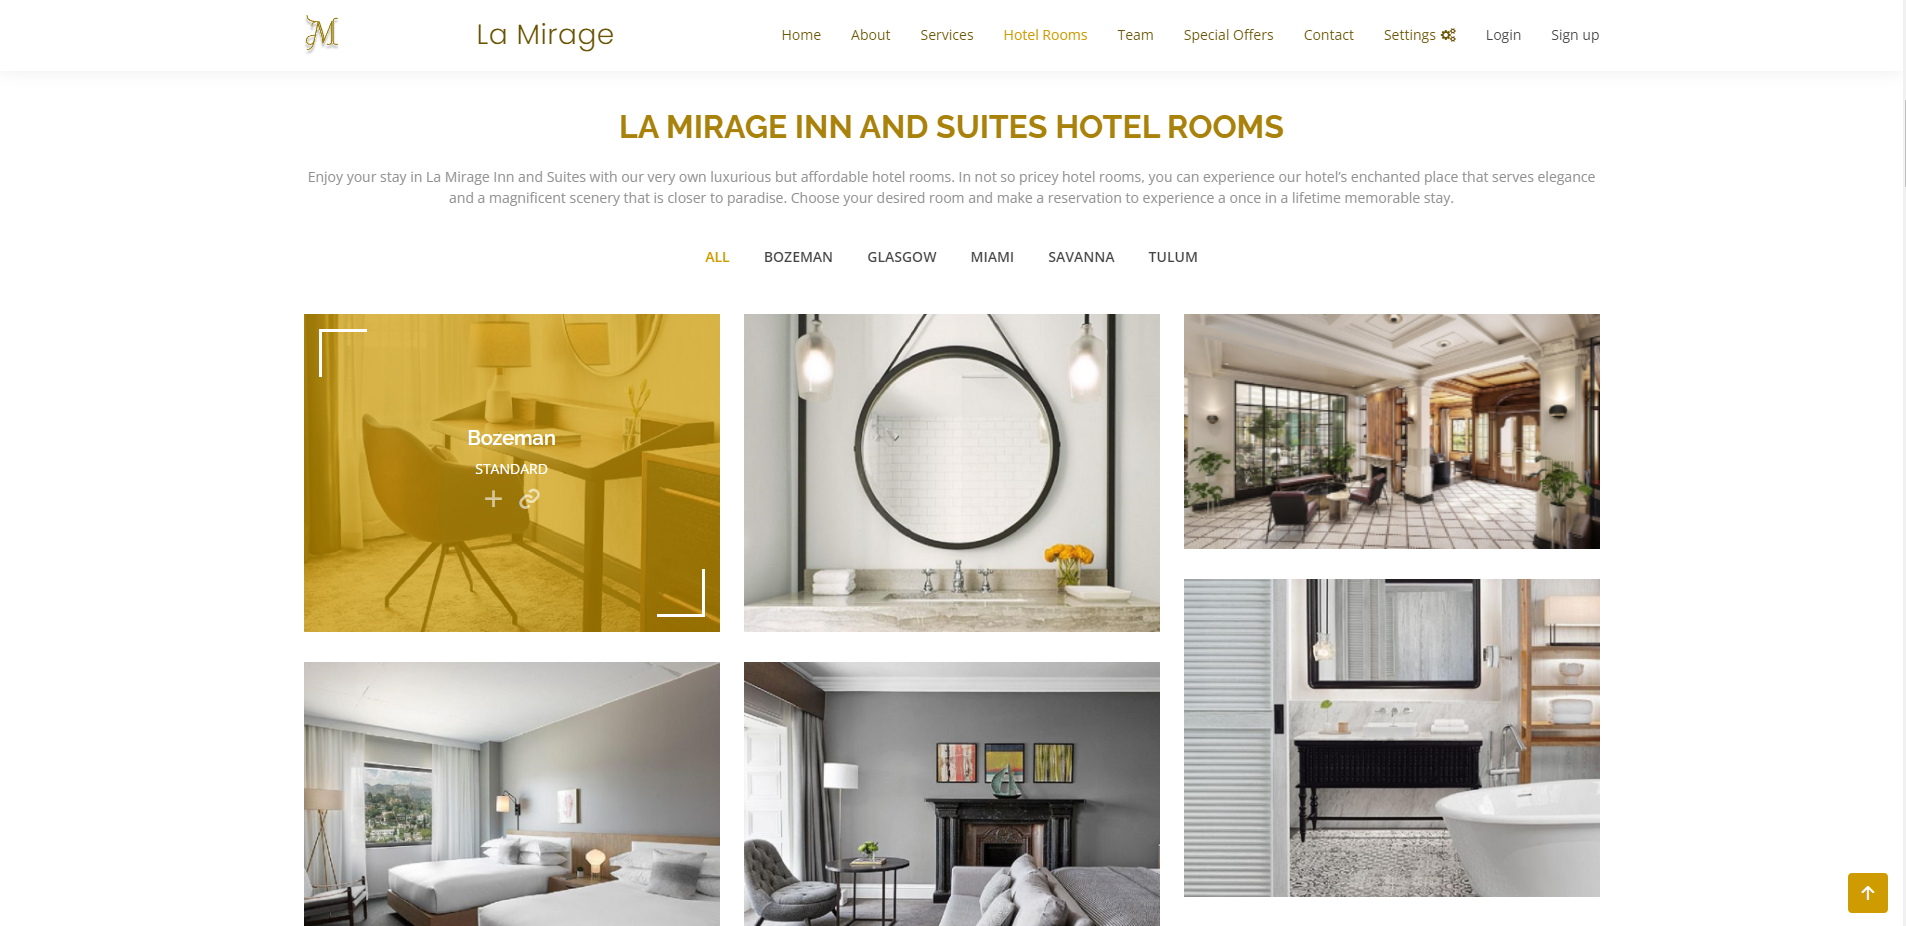 M
La Mirage
Home About Services Hotel Rooms Team Special Offers Contact Settings Login Sign up
LA MIRAGE INN AND SUITES HOTEL ROOMS
Enjoy your stay in La Mirage Inn and Suites with our very own luxurious but affordable hotel rooms. In not so pricey hotel rooms, you can experience our hotel's enchanted place that serves elegance
and a magnificent scenery that is closer to paradise. Choose your desired room and make a reservation to experience a once in a lifetime memorable stay.
ALL BOZEMAN GLASGOW MIAMI SAVANNA TULUM
Bozeman
STANDARD